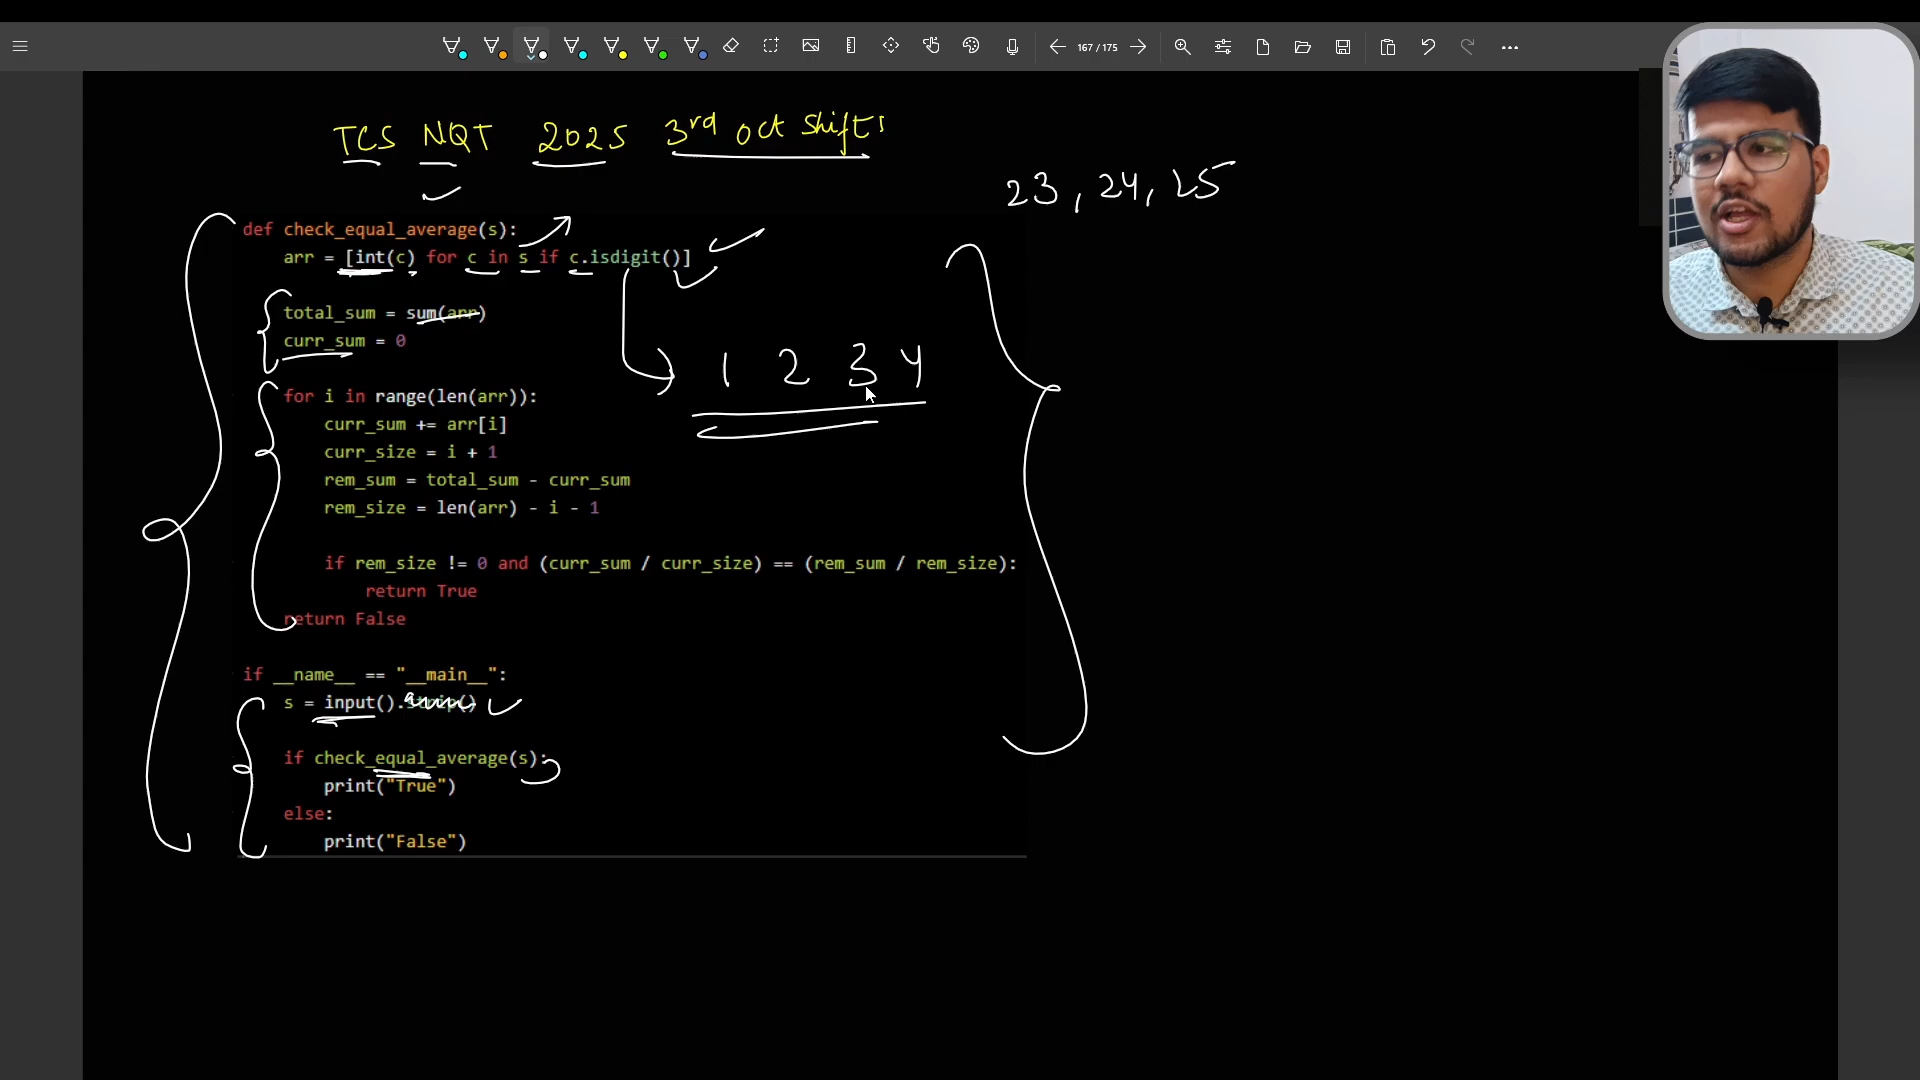 167 / 175
TCS NQT 2025 3rd Oct Shifts
23, 24, 25
def check_equal_average(s):
arr = [int(c) for c in s if c.isdigit()]
total_sum = sum(arr)
curr_sum = 0
1 2 3 4
for i in range(len(arr)):
curr_sum += arr[i]
curr_size = i + 1
rem_sum = total_sum - curr_sum
rem_size = len(arr) - i - 1
if rem_size != 0 and (curr_sum / curr_size) == (rem_sum / rem_size):
return True
return False
if __name__ == "__main__":
s = input().strip()
if check_equal_average(s):
print("True")
else:
print("False")